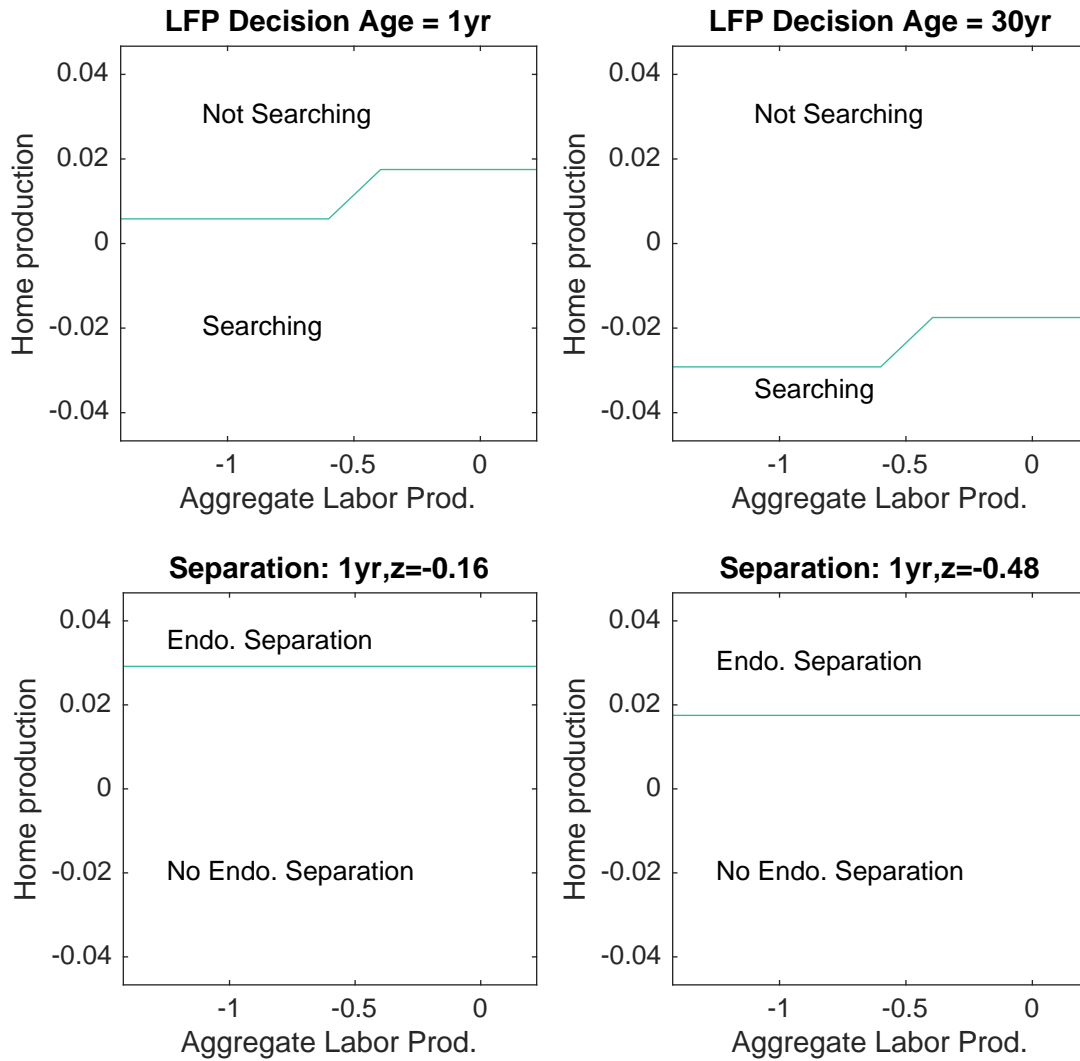 LFP Decision Age = 1yr
0.04
0.02
0
-0.02
-0.04
Home production
Not Searching
Searching
-1
-0.5
0
Aggregate Labor Prod.
LFP Decision Age = 30yr
0.04
0.02
0
-0.02
-0.04
Home production
Not Searching
Searching
-1
-0.5
0
Aggregate Labor Prod.
Separation: 1yr,z=-0.16
0.04
0.02
0
-0.02
-0.04
Home production
Endo. Separation
No Endo. Separation
-1
-0.5
0
Aggregate Labor Prod.
Separation: 1yr,z=-0.48
0.04
0.02
0
-0.02
-0.04
Home production
Endo. Separation
No Endo. Separation
-1
-0.5
0
Aggregate Labor Prod.